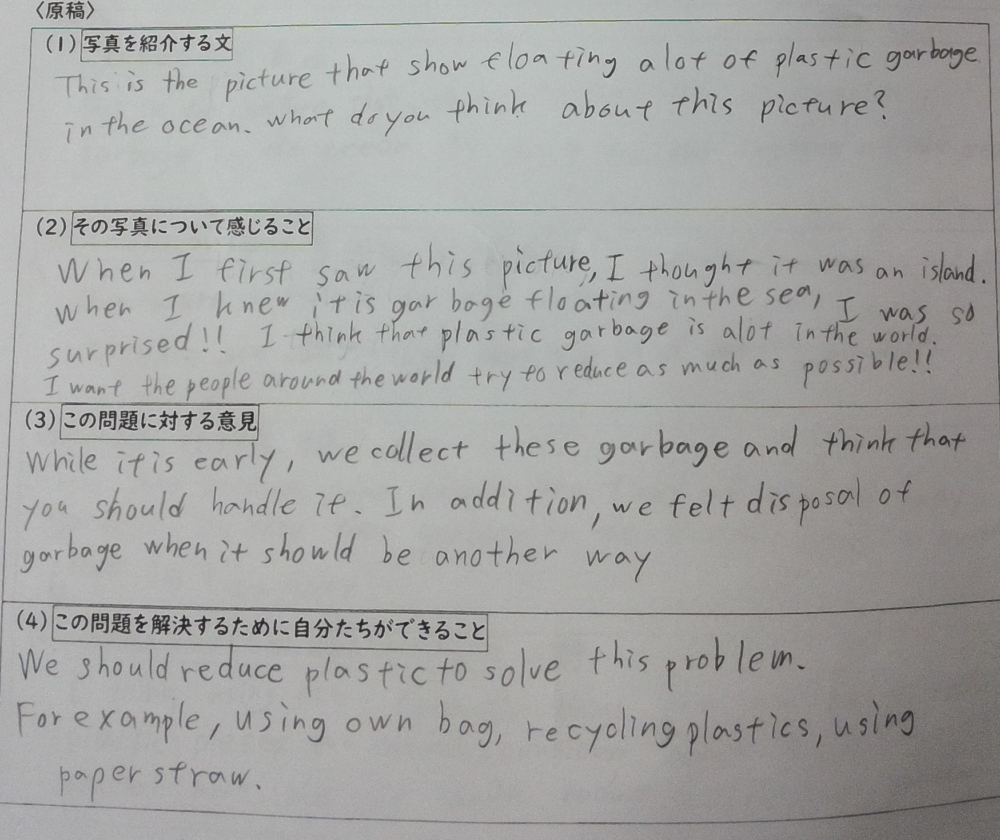 〈原稿〉
(1) 写真を紹介する文
This is the picture that show floating alot of plastic garbage
in the ocean. what do you think about this picture?
(2) その写真について感じること
When I first saw this picture, I thought it was an island.
when I knew it is garbage floating in the sea, I was so
surprised!! I think that plastic garbage is alot in the world.
I want the people around the world try to reduce as much as possible!!
(3) この問題に対する意見
While it is early, we collect these garbage and think that
you should handle it. In addition, we felt disposal of
garbage when it should be another way
(4) この問題を解決するために自分たちができること
We should reduce plastic to solve this problem.
For example, using own bag, recycling plastics, using
paper straw.